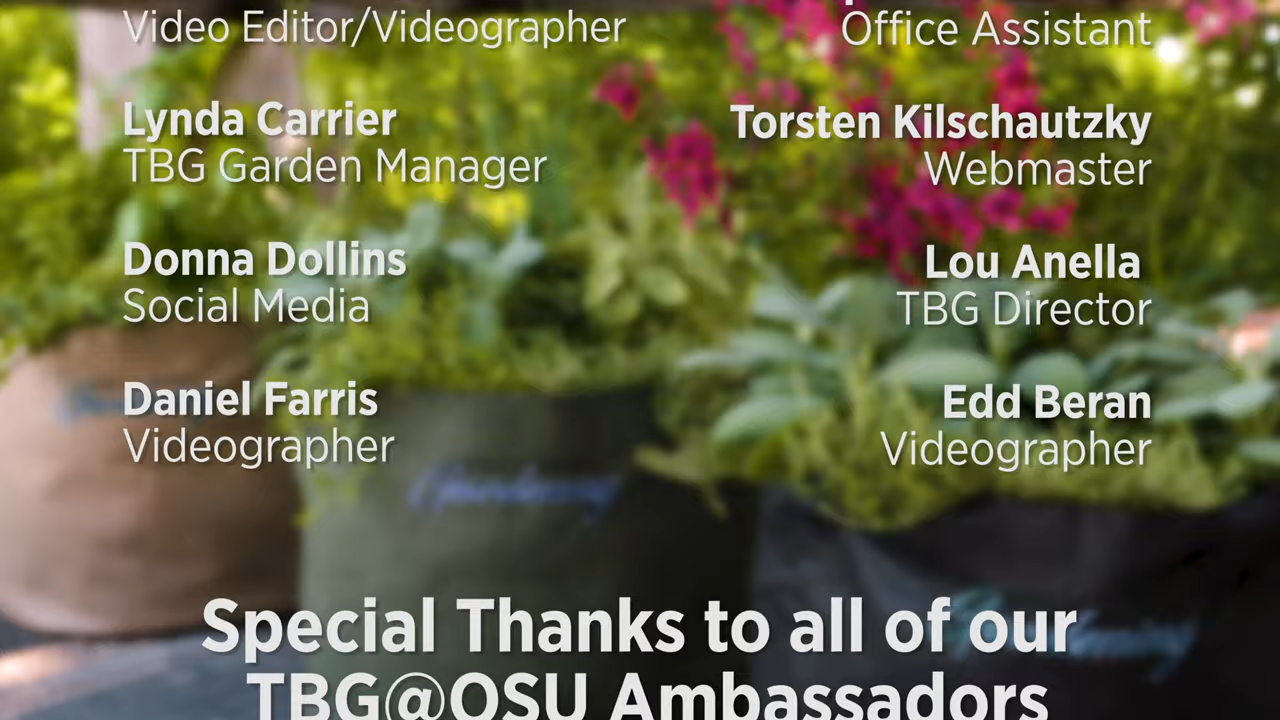 Video Editor/Videographer
Office Assistant
Lynda Carrier
TBG Garden Manager
Torsten Kilschautzky
Webmaster
Donna Dollins
Social Media
Lou Anella
TBG Director
Daniel Farris
Videographer
Edd Beran
Videographer
Gardening
Special Thanks to all of our
TBG@OSU Ambassadors